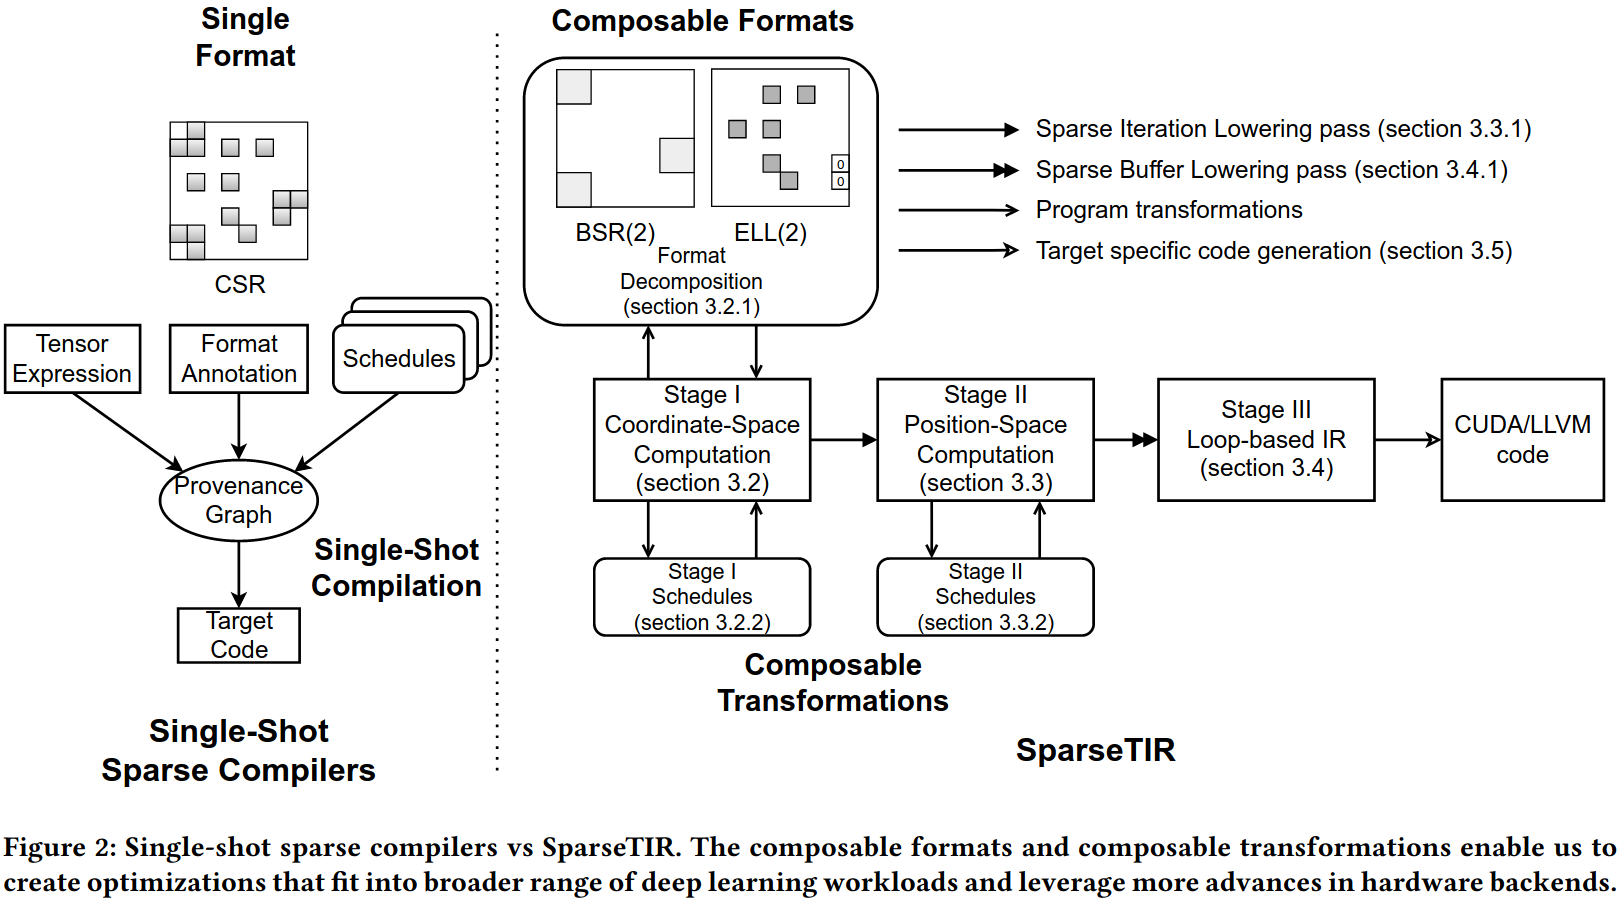 Single
Format
CSR
Tensor
Expression
Format
Annotation
Schedules
Provenance
Graph
Single-Shot
Compilation
Target
Code
Single-Shot
Sparse Compilers
Composable Formats
0
0
BSR(2)
ELL(2)
Format
Decomposition
(section 3.2.1)
Sparse Iteration Lowering pass (section 3.3.1)
Sparse Buffer Lowering pass (section 3.4.1)
Program transformations
Target specific code generation (section 3.5)
Stage I
Coordinate-Space
Computation
(section 3.2)
Stage II
Position-Space
Computation
(section 3.3)
Stage III
Loop-based IR
(section 3.4)
CUDA/LLVM
code
Stage I
Schedules
(section 3.2.2)
Stage II
Schedules
(section 3.3.2)
Composable
Transformations
SparseTIR
Figure 2: Single-shot sparse compilers vs SparseTIR. The composable formats and composable transformations enable us to
create optimizations that fit into broader range of deep learning workloads and leverage more advances in hardware backends.